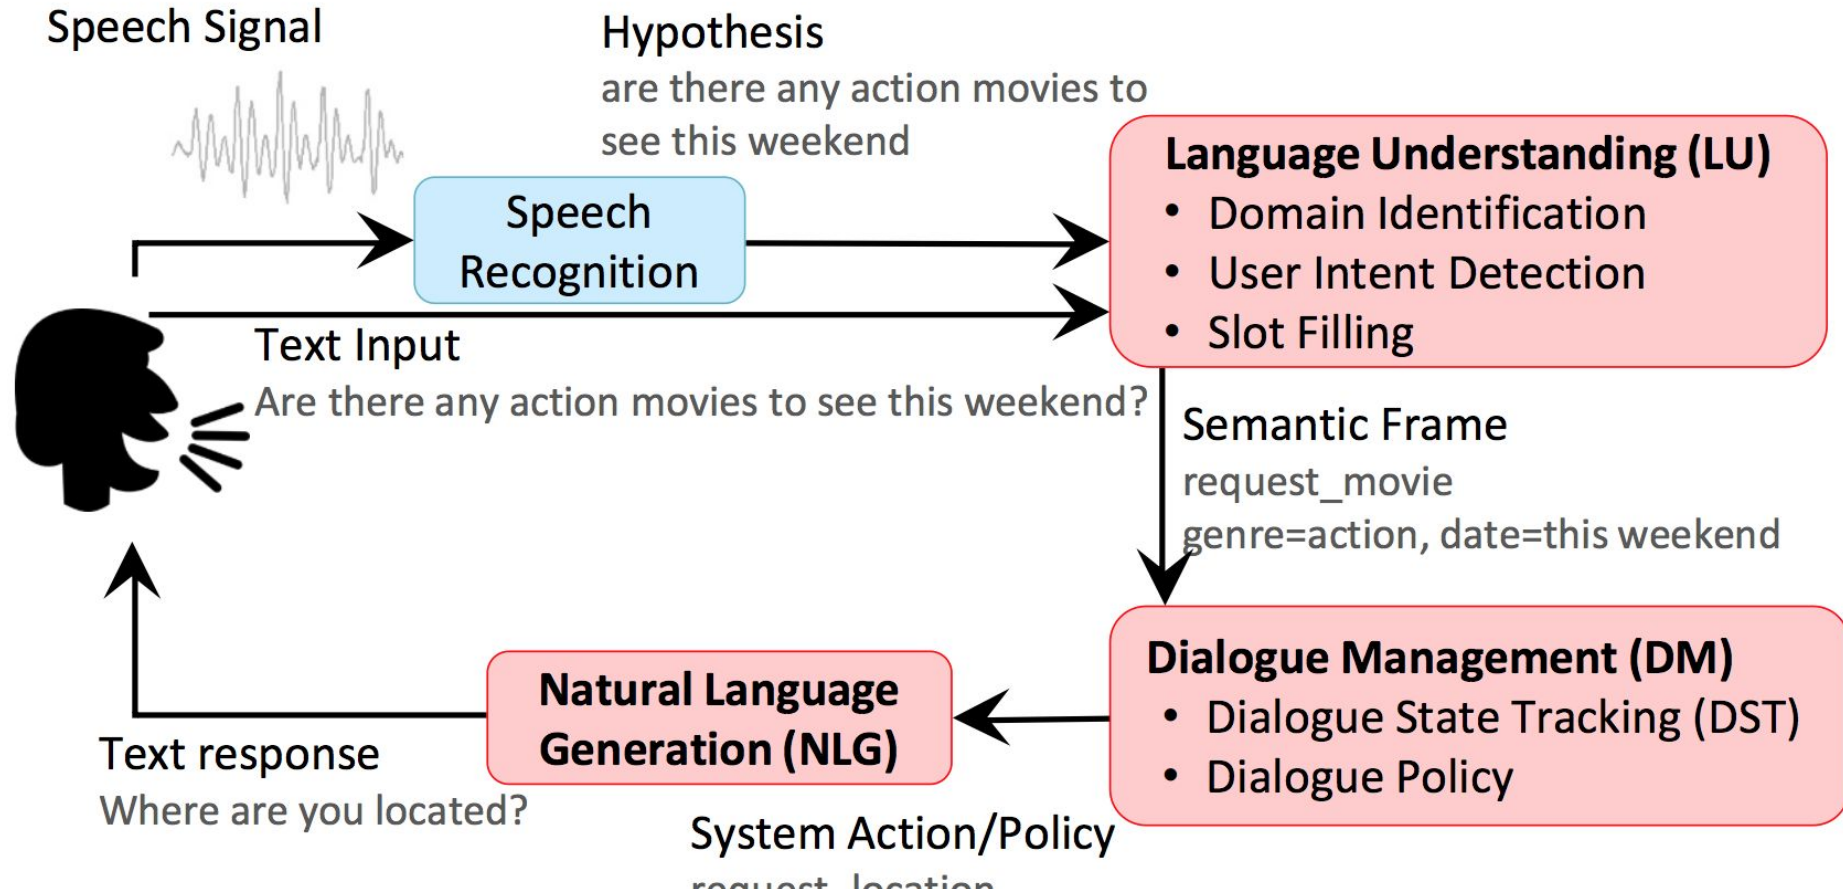 Speech Signal
Hypothesis
are there any action movies to
see this weekend
Speech
Recognition
Language Understanding (LU)
• Domain Identification
• User Intent Detection
• Slot Filling
Text Input
Are there any action movies to see this weekend?
Semantic Frame
request_movie
genre=action, date=this weekend
Dialogue Management (DM)
• Dialogue State Tracking (DST)
• Dialogue Policy
Natural Language
Generation (NLG)
System Action/Policy
request_location
Text response
Where are you located?